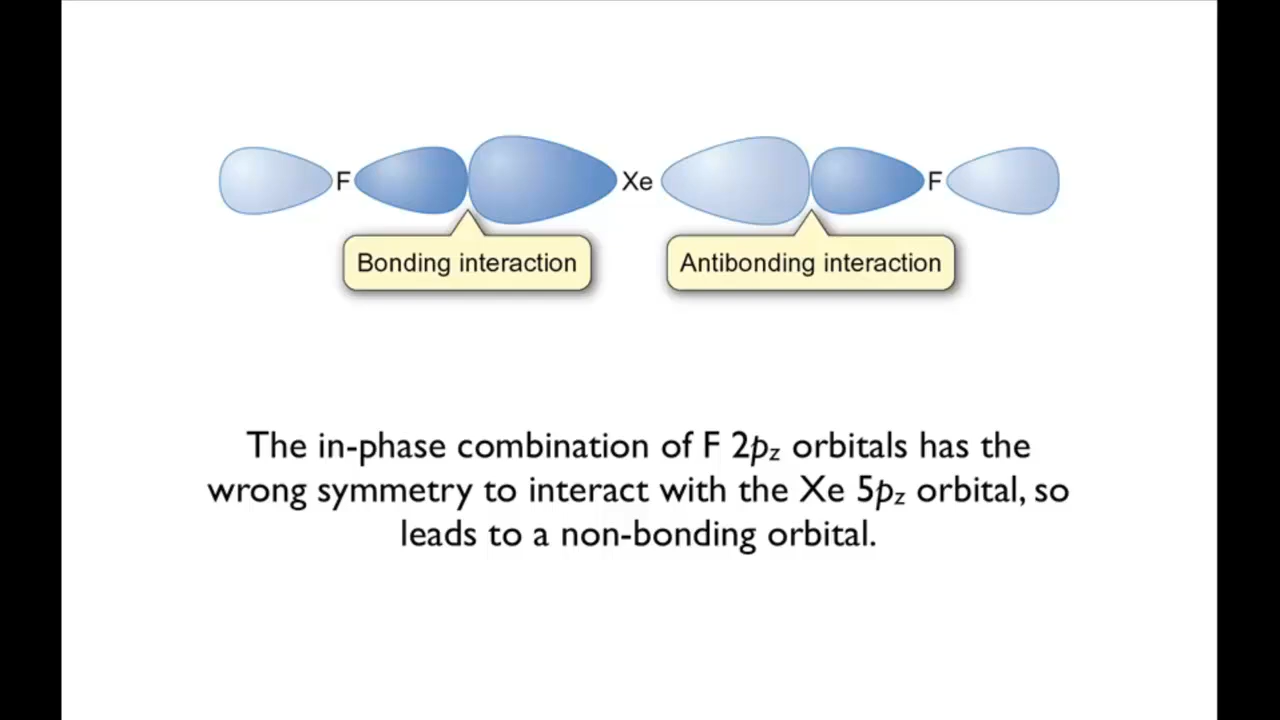 F Xe F
Bonding interaction Antibonding interaction
The in-phase combination of F 2pz orbitals has the
wrong symmetry to interact with the Xe 5pz orbital, so
leads to a non-bonding orbital.